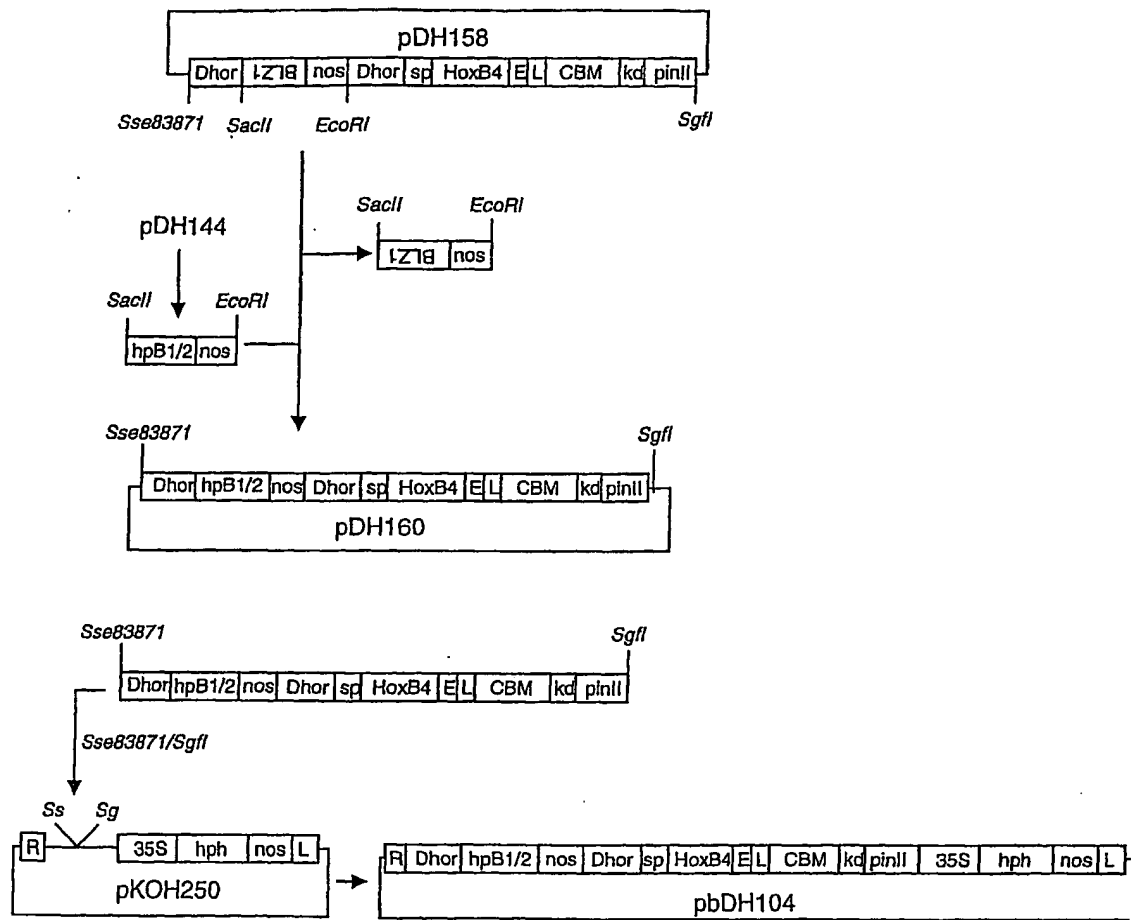 pDH158
Dhor BLZ1 nos Dhor sp HoxB4 E L CBM kd pinII
Sse83871 SacII EcoRI SgfI
SacII EcoRI
pDH144
BLZ1 nos
SacII EcoRI
hpB1/2 nos
Sse83871 SgfI
Dhor hpB1/2 nos Dhor sp HoxB4 E L CBM kd pinII
pDH160
Sse83871 SgfI
Dhor hpB1/2 nos Dhor sp HoxB4 E L CBM kd pinII
Sse83871/SgfI
Ss Sg
R 35S hph nos L
pKOH250
R Dhor hpB1/2 nos Dhor sp HoxB4 E L CBM kd pinII 35S hph nos L
pbDH104